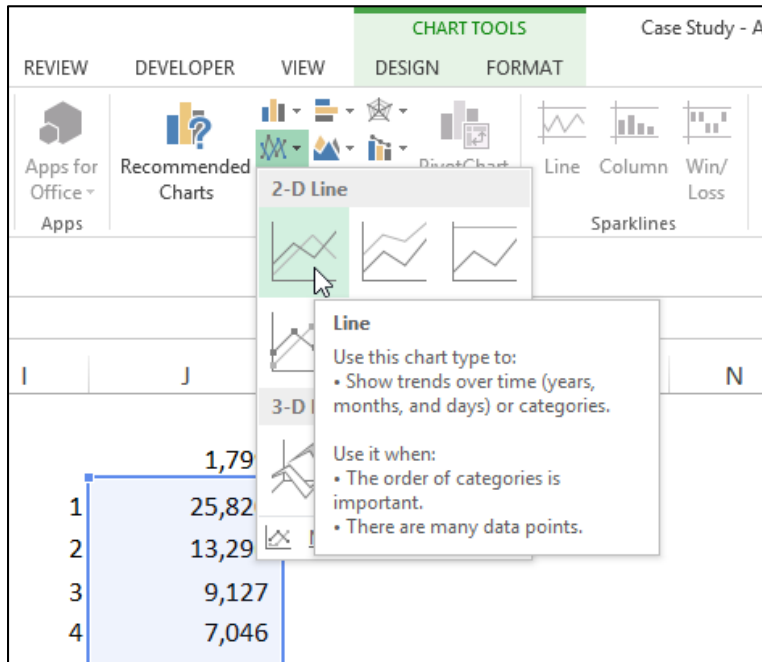 CHART TOOLS
Case Study - A
REVIEW DEVELOPER VIEW DESIGN FORMAT
Apps for Office
Recommended Charts
PivotChart
Line Column Win/
Loss
Apps
Sparklines
2-D Line
Line
Use this chart type to:
• Show trends over time (years,
months, and days) or categories.
Use it when:
• The order of categories is
important.
• There are many data points.
3-D
I J N
1,79
1 25,82
2 13,29
3 9,127
4 7,046